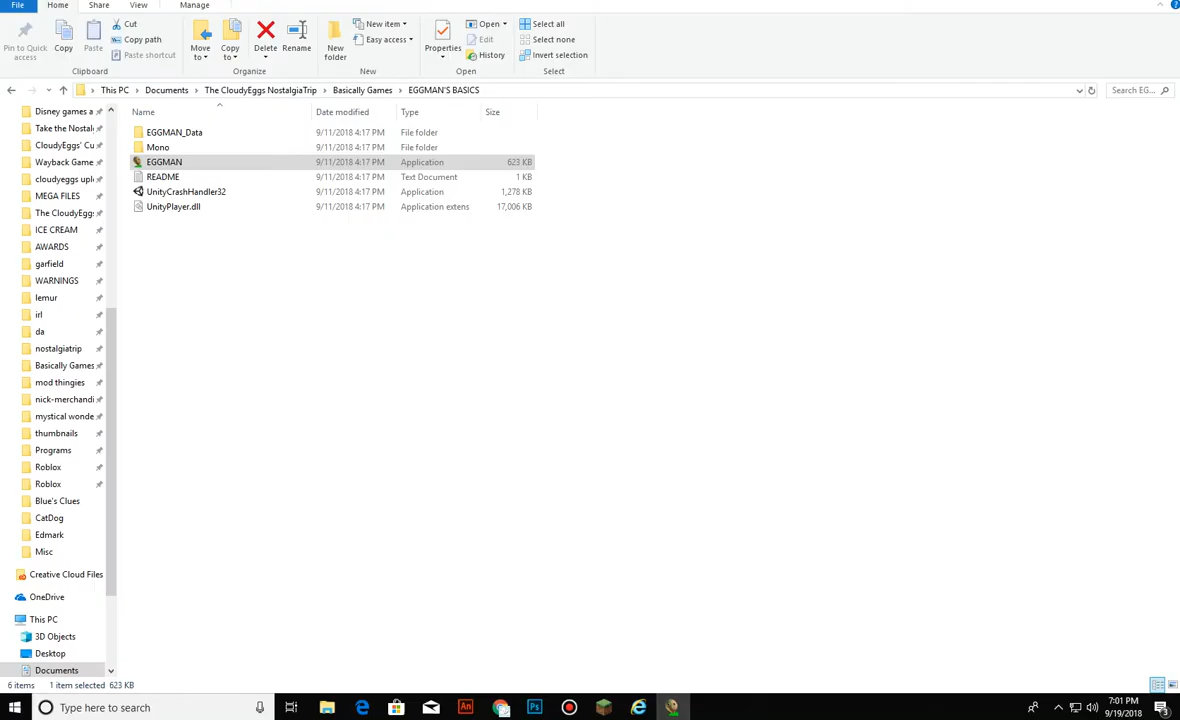 File Home Share View Manage
Pin to Quick access
Copy
Paste
Cut
Copy path
Paste shortcut
Clipboard
Move to
Copy to
Delete
Rename
Organize
New folder
New item
Easy access
New
Properties
Open
Edit
History
Open
Select all
Select none
Invert selection
Select
This PC > Documents > The CloudyEggs NostalgiaTrip > Basically Games > EGGMAN'S BASICS
Search EG...
Name Date modified Type Size
EGGMAN_Data 9/11/2018 4:17 PM File folder
Mono 9/11/2018 4:17 PM File folder
EGGMAN 9/11/2018 4:17 PM Application 623 KB
README 9/11/2018 4:17 PM Text Document 1 KB
UnityCrashHandler32 9/11/2018 4:17 PM Application 1,278 KB
UnityPlayer.dll 9/11/2018 4:17 PM Application extens 17,006 KB
Disney games a
Take the Nostal
CloudyEggs' Cu
Wayback Game
cloudyeggs upl
MEGA FILES
The CloudyEgg
ICE CREAM
AWARDS
garfield
WARNINGS
lemur
irl
da
nostalgiatrip
Basically Games
mod thingies
nick-merchandi
mystical wonde
thumbnails
Programs
Roblox
Roblox
Blue's Clues
CatDog
Edmark
Misc
Creative Cloud Files
OneDrive
This PC
3D Objects
Desktop
Documents
6 items 1 item selected 623 KB
Type here to search
An
Ps
7:01 PM
9/19/2018
3